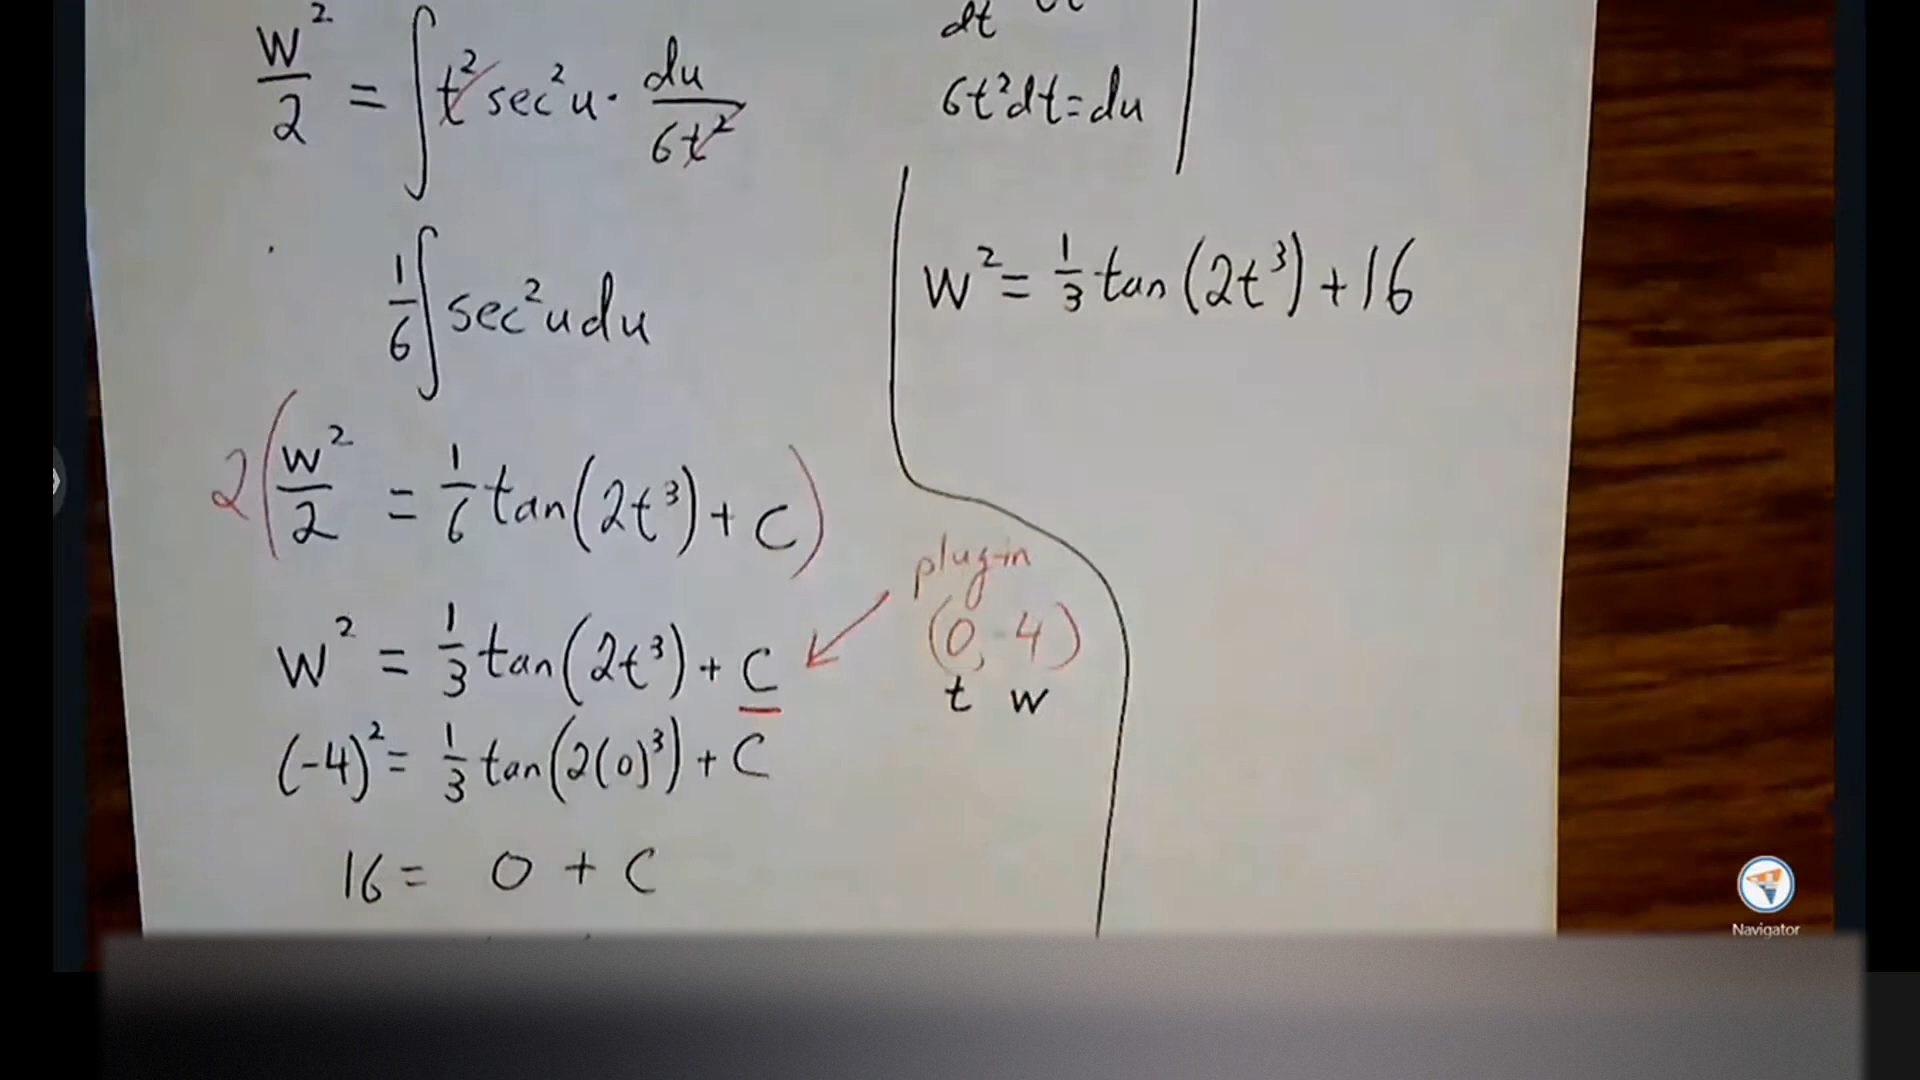 w²/2 = ∫ t² sec²u · du/6t²
1/6 ∫ sec²u du
2(w²/2 = 1/6 tan(2t³) + C)
w² = 1/3 tan(2t³) + C
(-4)² = 1/3 tan(2(0)³) + C
16 = 0 + C
dt
6t²dt = du
w² = 1/3 tan(2t³) + 16
plug-in
(0, -4)
t w
Navigator